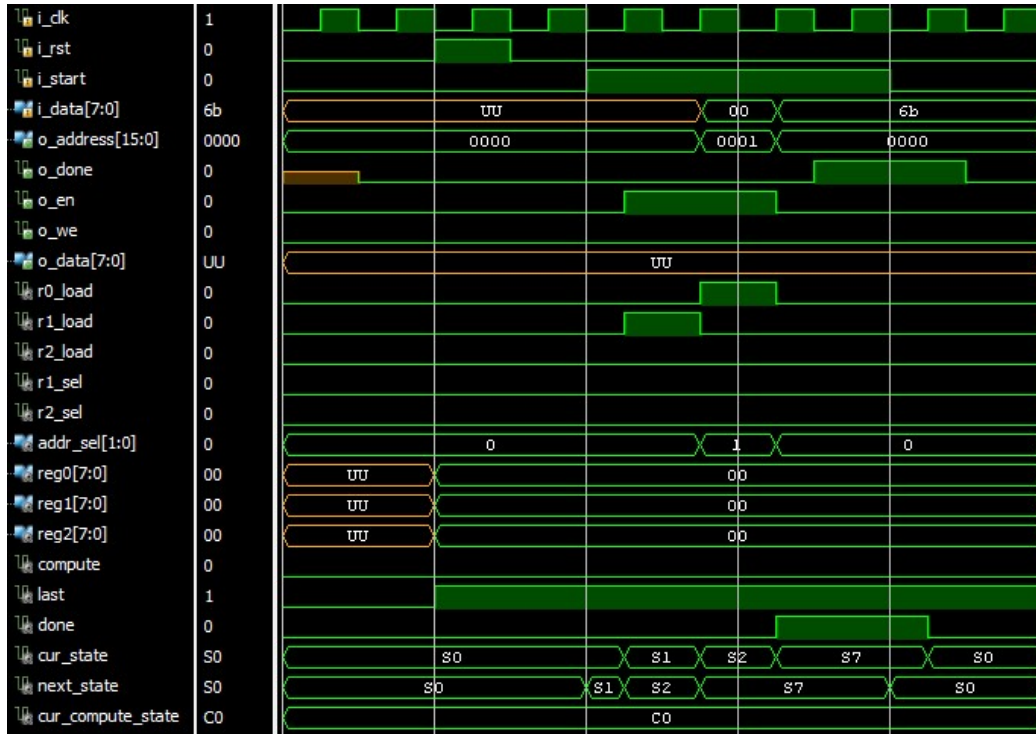 i_clk 1
i_rst 0
i_start 0
i_data[7:0] 6b UU 00 6b
o_address[15:0] 0000 0000 0001 0000
o_done 0
o_en 0
o_we 0
o_data[7:0] UU UU
r0_load 0
r1_load 0
r2_load 0
r1_sel 0
r2_sel 0
addr_sel[1:0] 0 0 1 0
reg0[7:0] 00 UU 00
reg1[7:0] 00 UU 00
reg2[7:0] 00 UU 00
compute 0
last 1
done 0
cur_state S0 S0 S1 S2 S7 S0
next_state S0 S0 S1 S2 S7 S0
cur_compute_state C0 C0